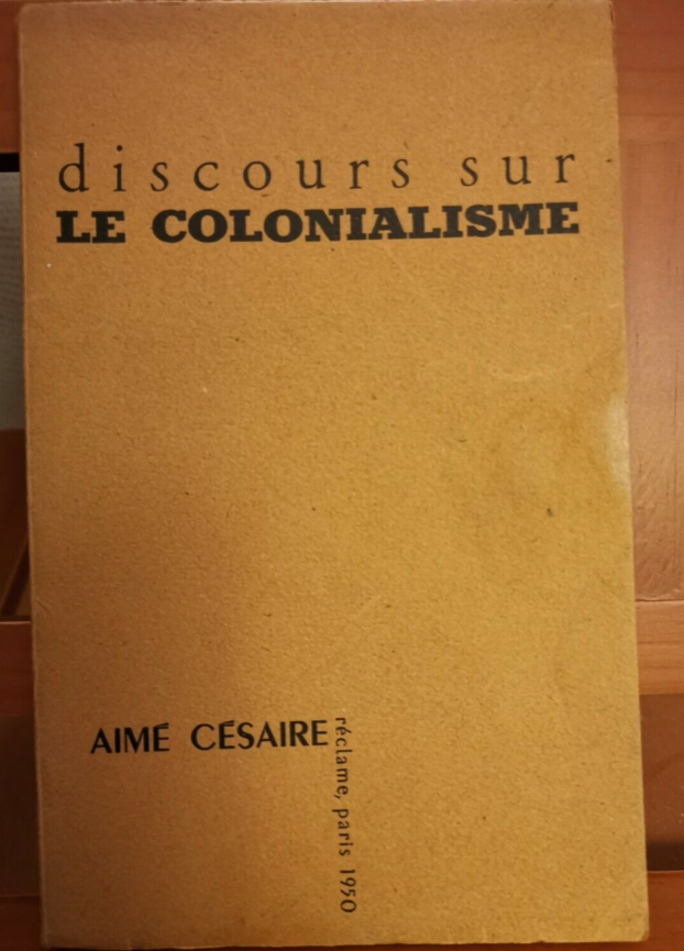 discours sur
LE COLONIALISME
AIMÉ CÉSAIRE
réclame, paris 1950